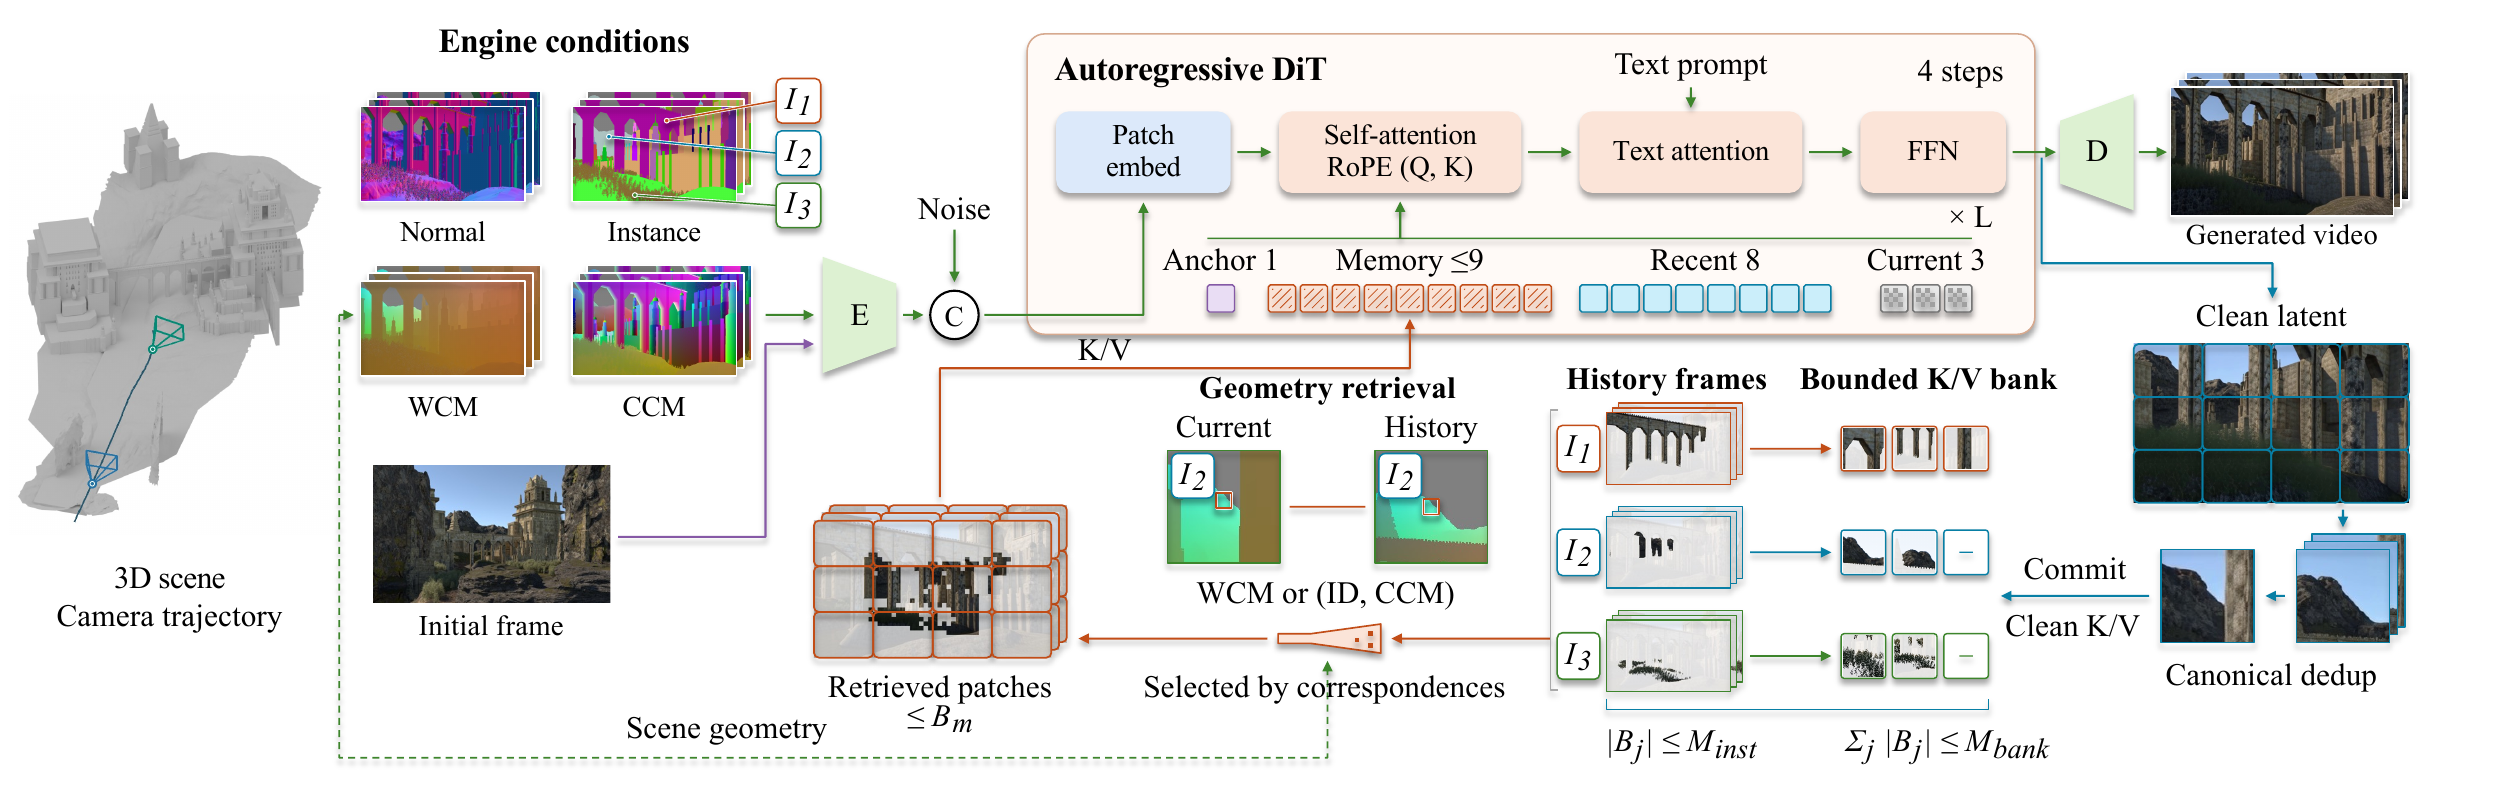 Engine conditions
I1
I2
I3
Normal
Instance
WCM
CCM
3D scene
Camera trajectory
Initial frame
E
Noise
C
Autoregressive DiT
Text prompt
4 steps
Patch
embed
Self-attention
RoPE (Q, K)
Text attention
FFN
× L
Anchor 1
Memory ≤9
Recent 8
Current 3
D
Generated video
K/V
Geometry retrieval
Current
History
I2
I2
WCM or (ID, CCM)
Selected by correspondences
Retrieved patches
≤ Bm
Scene geometry
History frames
Bounded K/V bank
I1
I2
–
I3
–
|Bj| ≤ Minst
Σj |Bj| ≤ Mbank
Clean latent
Commit
Clean K/V
Canonical dedup